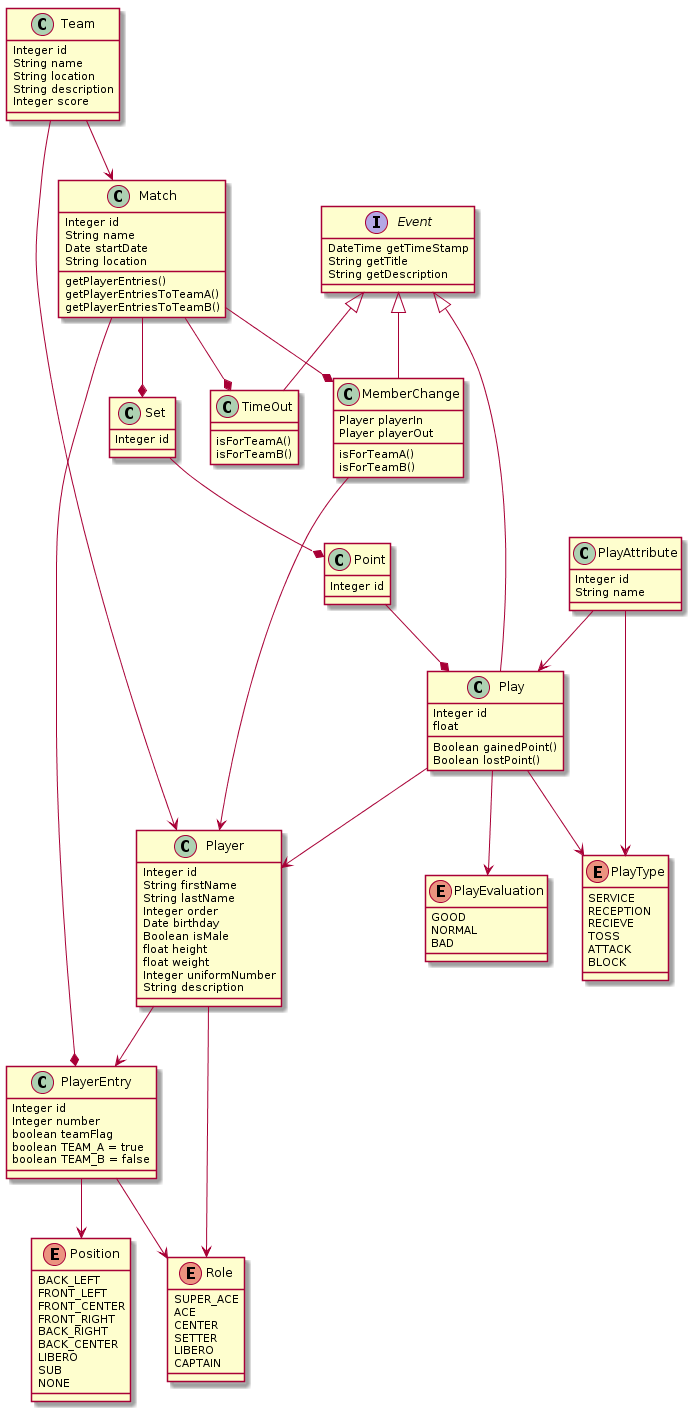 C Team
Integer id
String name
String location
String description
Integer score
C Match
Integer id
String name
Date startDate
String location
getPlayerEntries()
getPlayerEntriesToTeamA()
getPlayerEntriesToTeamB()
I Event
DateTime getTimeStamp
String getTitle
String getDescription
C Set
Integer id
C TimeOut
isForTeamA()
isForTeamB()
C MemberChange
Player playerIn
Player playerOut
isForTeamA()
isForTeamB()
C Point
Integer id
C PlayAttribute
Integer id
String name
C Play
Integer id
float
Boolean gainedPoint()
Boolean lostPoint()
C Player
Integer id
String firstName
String lastName
Integer order
Date birthday
Boolean isMale
float height
float weight
Integer uniformNumber
String description
E PlayEvaluation
GOOD
NORMAL
BAD
E PlayType
SERVICE
RECEPTION
RECIEVE
TOSS
ATTACK
BLOCK
C PlayerEntry
Integer id
Integer number
boolean teamFlag
boolean TEAM_A = true
boolean TEAM_B = false
E Position
BACK_LEFT
FRONT_LEFT
FRONT_CENTER
FRONT_RIGHT
BACK_RIGHT
BACK_CENTER
LIBERO
SUB
NONE
E Role
SUPER_ACE
ACE
CENTER
SETTER
LIBERO
CAPTAIN